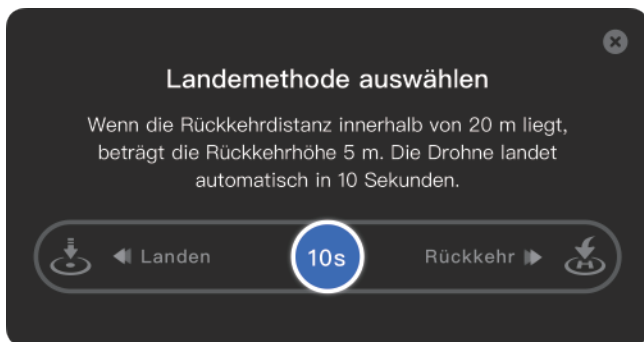 Landemethode auswählen
Wenn die Rückkehrdistanz innerhalb von 20 m liegt,
beträgt die Rückkehrhöhe 5 m. Die Drohne landet
automatisch in 10 Sekunden.
Landen 10s Rückkehr